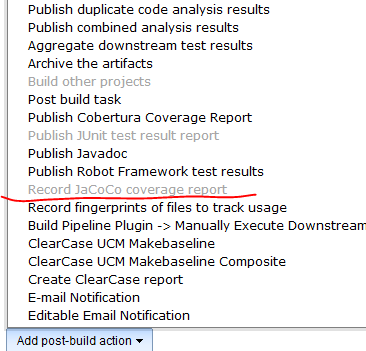 Publish duplicate code analysis results
Publish combined analysis results
Aggregate downstream test results
Archive the artifacts
Build other projects
Post build task
Publish Cobertura Coverage Report
Publish JUnit test result report
Publish Javadoc
Publish Robot Framework test results
Record JaCoCo coverage report
Record fingerprints of files to track usage
Build Pipeline Plugin -> Manually Execute Downstream
ClearCase UCM Makebaseline
ClearCase UCM Makebaseline Composite
Create ClearCase report
E-mail Notification
Editable Email Notification
Add post-build action